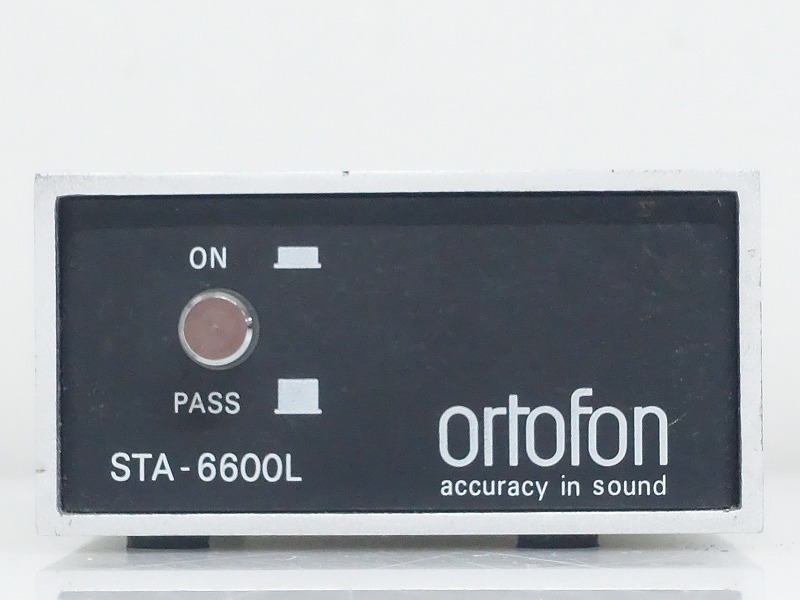 ON
PASS
STA-6600L
ortofon
accuracy in sound